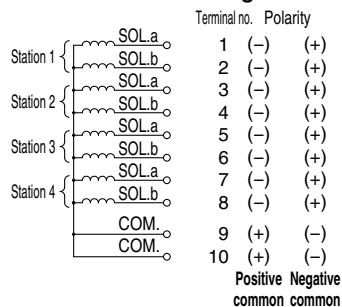 Terminal no. Polarity
Station 1 SOL.a 1 (−) (+)
SOL.b 2 (−) (+)
Station 2 SOL.a 3 (−) (+)
SOL.b 4 (−) (+)
Station 3 SOL.a 5 (−) (+)
SOL.b 6 (−) (+)
Station 4 SOL.a 7 (−) (+)
SOL.b 8 (−) (+)
COM. 9 (+) (−)
COM. 10 (+) (−)
Positive Negative
common common